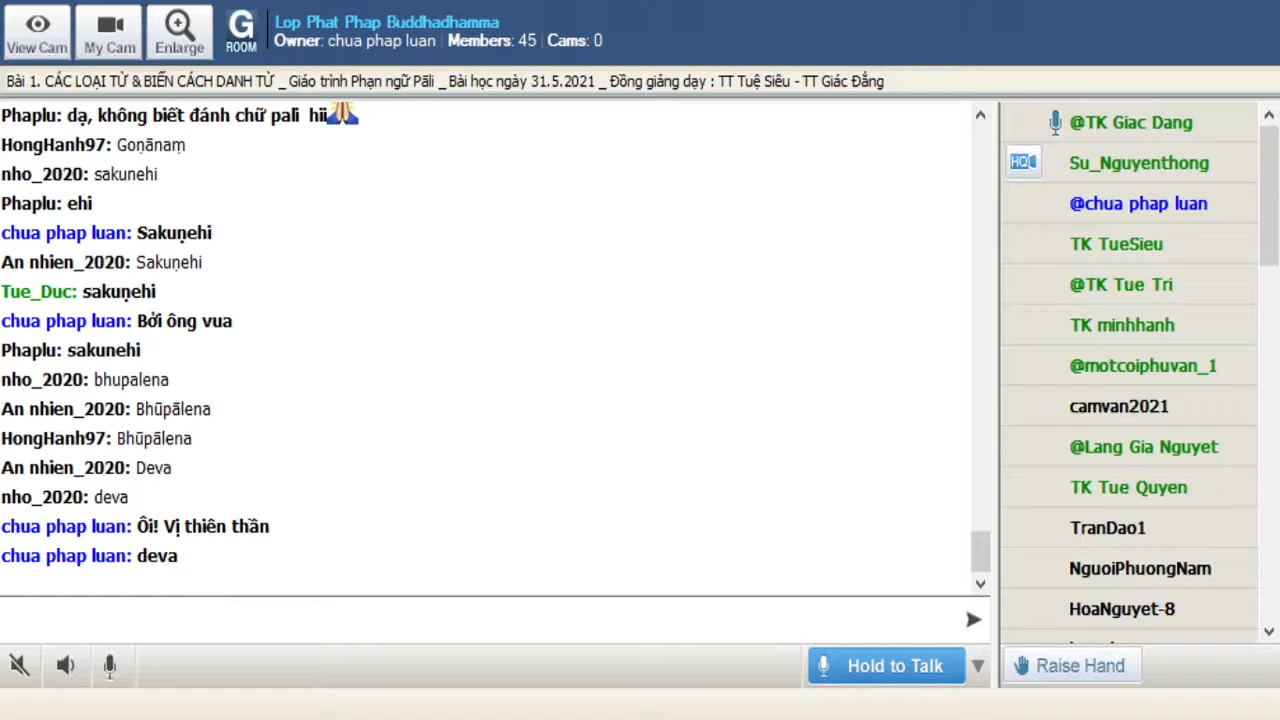 View Cam
My Cam
Enlarge
G
ROOM
Lop Phat Phap Buddhadhamma
Owner: chua phap luan | Members: 45 | Cams: 0
Bài 1. CÁC LOẠI TỪ & BIẾN CÁCH DANH TỪ _ Giáo trình Phạn ngữ Pāli _ Bài học ngày 31.5.2021 _ Đồng giảng dạy : TT Tuệ Siêu - TT Giác Đẳng
Phaplu: dạ, không biết đánh chữ pali hii
HongHanh97: Goṇānaṃ
nho_2020: sakunehi
Phaplu: ehi
chua phap luan: Sakuṇehi
An nhien_2020: Sakuṇehi
Tue_Duc: sakuṇehi
chua phap luan: Bởi ông vua
Phaplu: sakunehi
nho_2020: bhupalena
An nhien_2020: Bhūpālena
HongHanh97: Bhūpālena
An nhien_2020: Deva
nho_2020: deva
chua phap luan: Ôi! Vị thiên thần
chua phap luan: deva
@TK Giac Dang
HQ
Su_Nguyenthong
@chua phap luan
TK TueSieu
@TK Tue Tri
TK minhhanh
@motcoiphuvan_1
camvan2021
@Lang Gia Nguyet
TK Tue Quyen
TranDao1
NguoiPhuongNam
HoaNguyet-8
Hold to Talk
Raise Hand